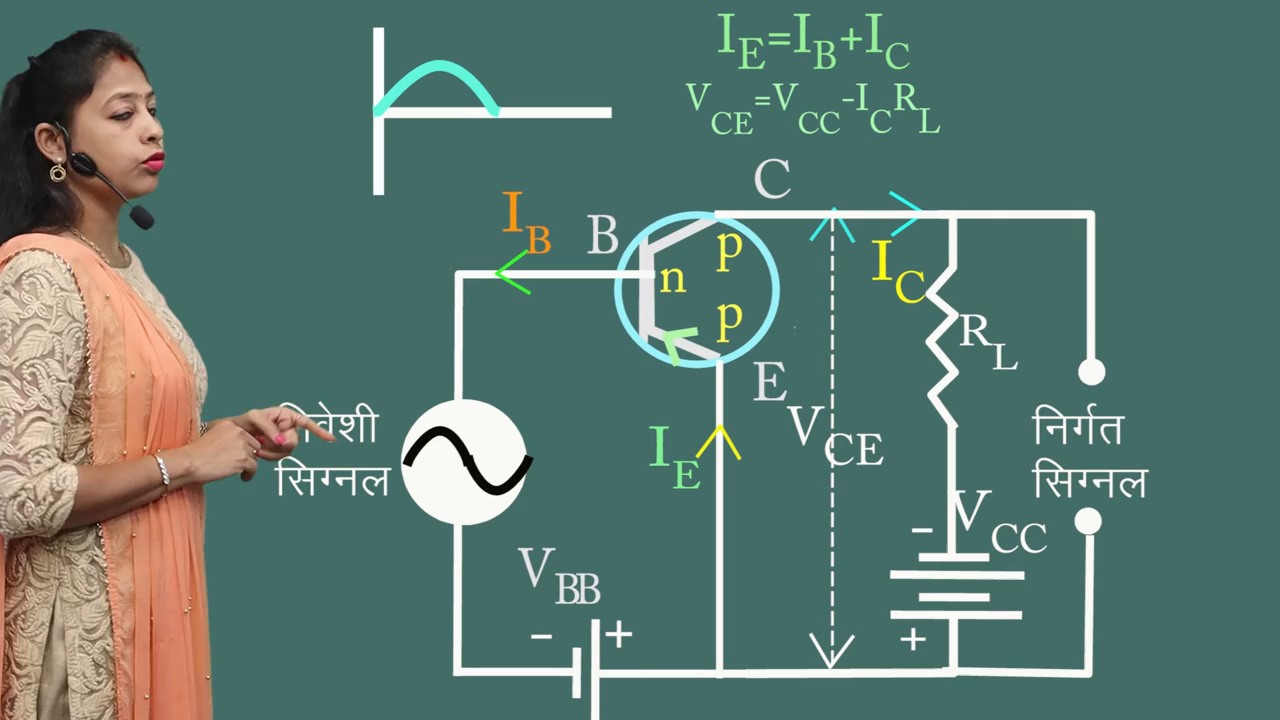 I_E=I_B+I_C
V_CE=V_CC-I_CR_L
C
I_B
B
p
n
I_C
p
R_L
E
V_CE
I_E
निवेशी
सिग्नल
निर्गत
सिग्नल
V_CC
-
V_BB
- +
+